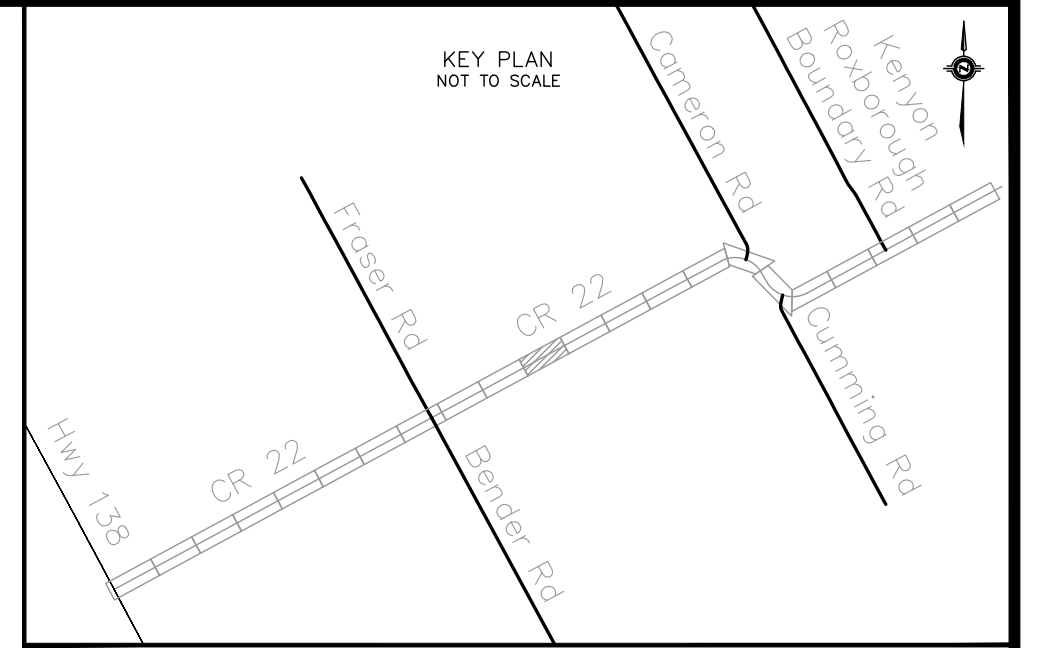 KEY PLAN
NOT TO SCALE
Cameron Rd
Kenyon
Roxborough
Boundary Rd
Fraser Rd
CR 22
Cumming Rd
CR 22
Hwy 138
Bender Rd
N